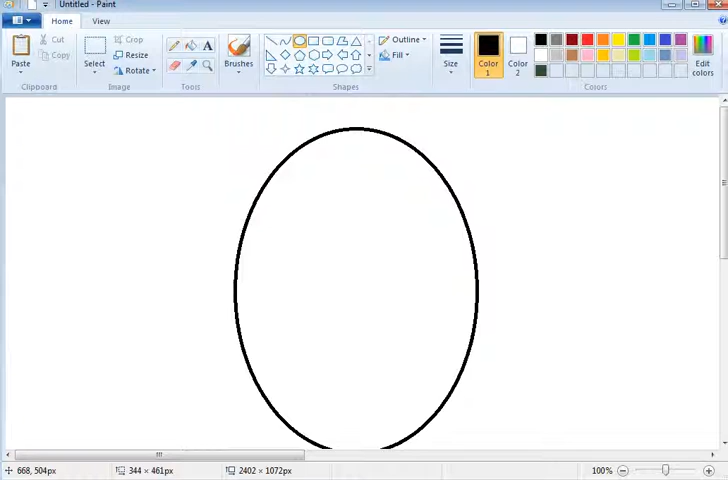 Untitled - Paint
Home View
Paste
Cut
Copy
Clipboard
Select
Crop
Resize
Rotate
Image
A
Tools
Brushes
Outline
Fill
Shapes
Size
Color 1
Color 2
Edit colors
Colors
668, 504px 344 × 461px 2402 × 1072px 100%